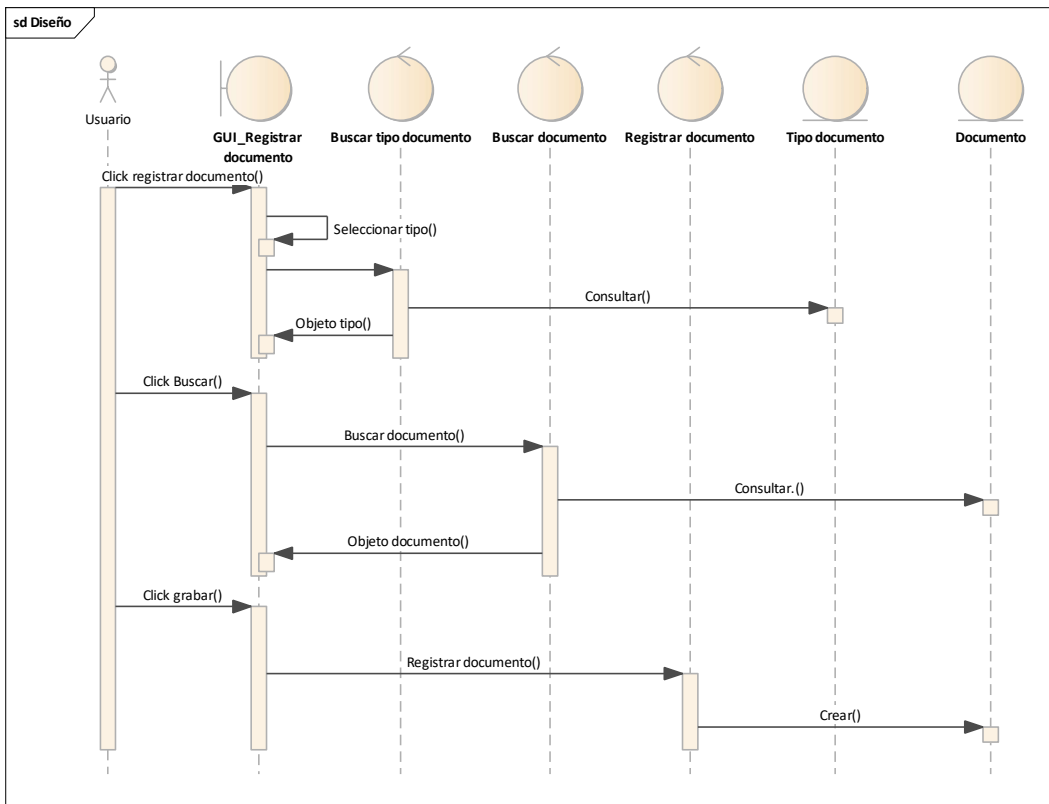 sd Diseño
Usuario
GUI_Registrar
documento
Buscar tipo documento
Buscar documento
Registrar documento
Tipo documento
Documento
Click registrar documento()
Seleccionar tipo()
Consultar()
Objeto tipo()
Click Buscar()
Buscar documento()
Consultar.()
Objeto documento()
Click grabar()
Registrar documento()
Crear()